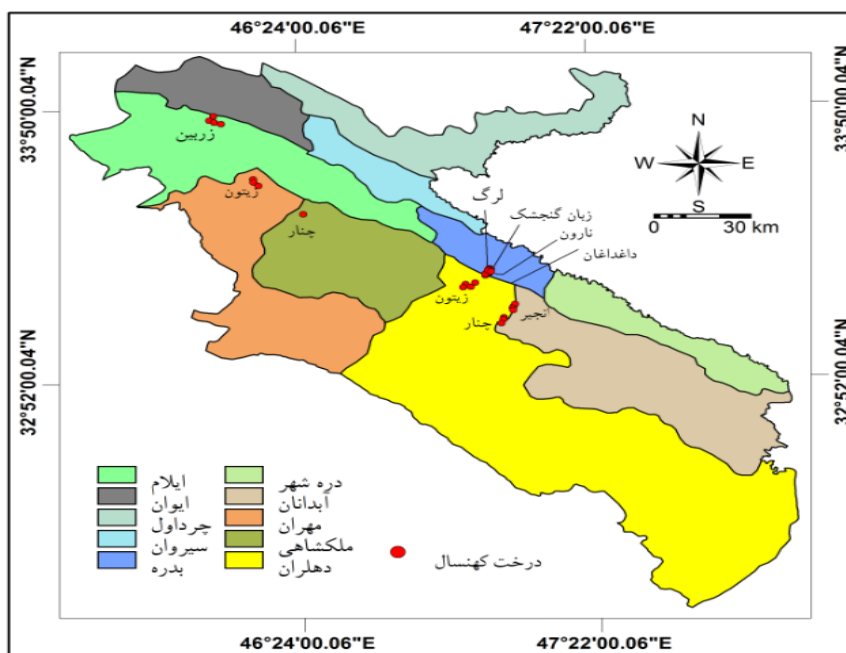 46°24'00.06"E 47°22'00.06"E
33°50'00.04"N
33°50'00.04"N
N
W E
S
0 30 km
زربین
زیتون
چنار
لرگ
زبان گنجشک
نارون
داغداغان
زیتون
انجیر
چنار
32°52'00.04"N
32°52'00.04"N
ایلام
ایوان
چرداول
سیروان
بدره
دره شهر
آبدانان
مهران
ملکشاهی
دهلران
درخت کهنسال
46°24'00.06"E 47°22'00.06"E